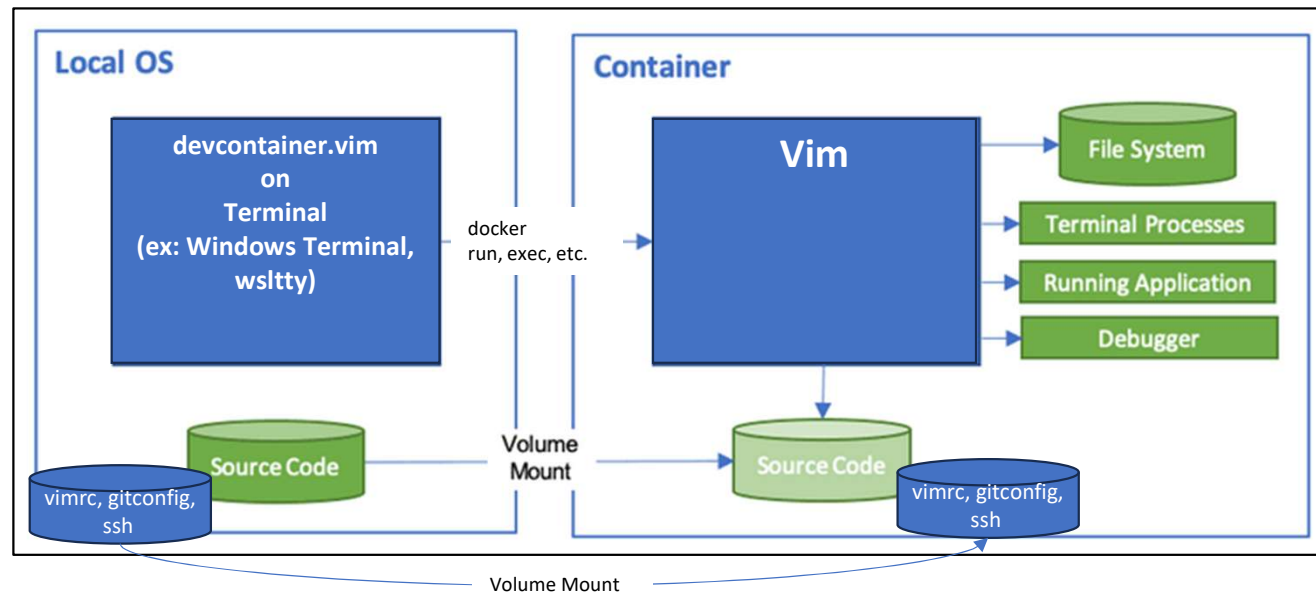 Local OS
devcontainer.vim
on
Terminal
(ex: Windows Terminal,
wsltty)
Source Code
vimrc, gitconfig,
ssh
docker
run, exec, etc.
Volume
Mount
Container
Vim
File System
Terminal Processes
Running Application
Debugger
Source Code
vimrc, gitconfig,
ssh
Volume Mount